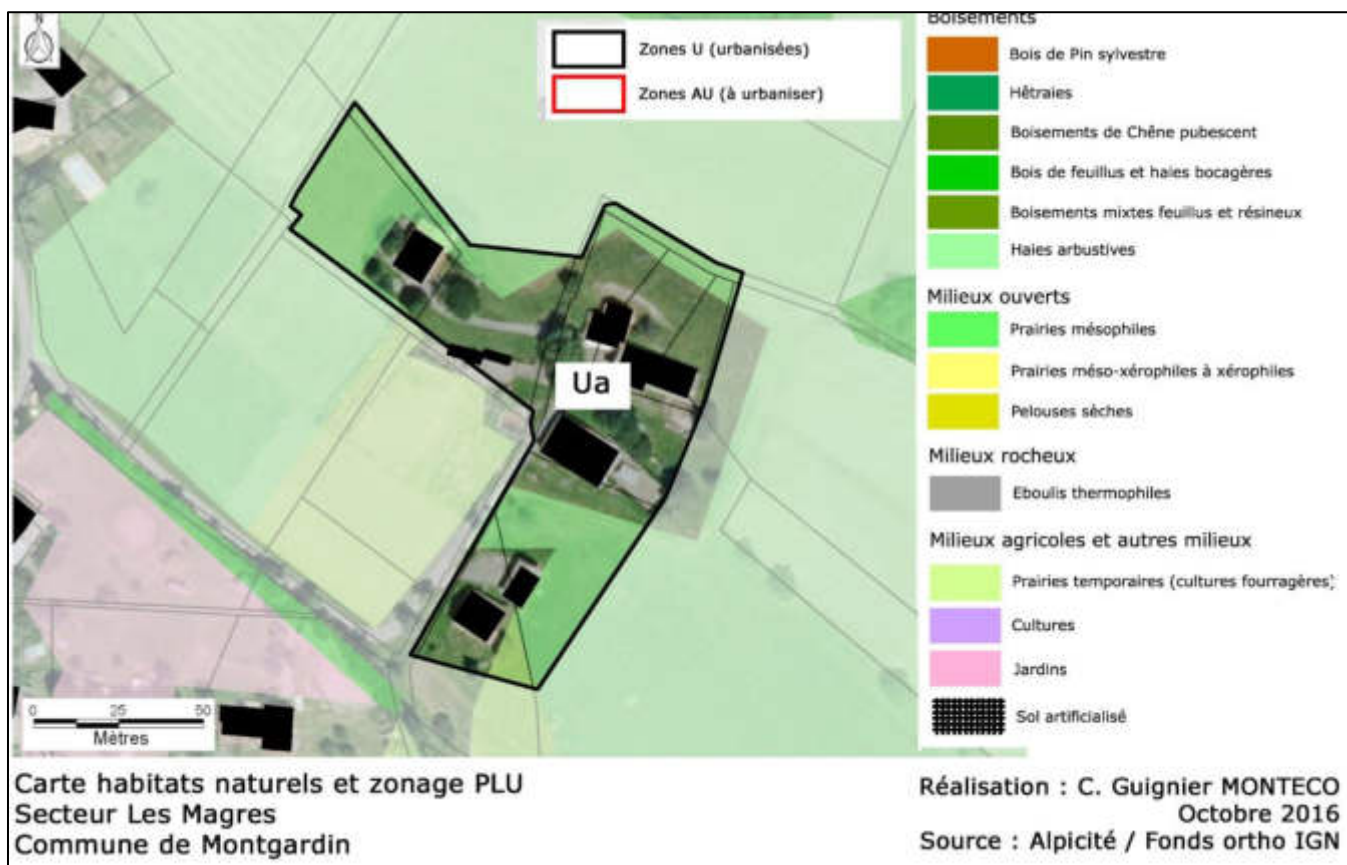 N
Zones U (urbanisées)
Zones AU (à urbaniser)
Boisements
Bois de Pin sylvestre
Hêtraies
Boisements de Chêne pubescent
Bois de feuillus et haies bocagères
Boisements mixtes feuillus et résineux
Haies arbustives
Milieux ouverts
Prairies mésophiles
Prairies méso-xérophiles à xérophiles
Pelouses sèches
Milieux rocheux
Eboulis thermophiles
Milieux agricoles et autres milieux
Prairies temporaires (cultures fourragères)
Cultures
Jardins
Sol artificialisé
Ua
0 25 50
Mètres
Carte habitats naturels et zonage PLU
Secteur Les Magres
Commune de Montgardin
Réalisation : C. Guignier MONTECO
Octobre 2016
Source : Alpicité / Fonds ortho IGN